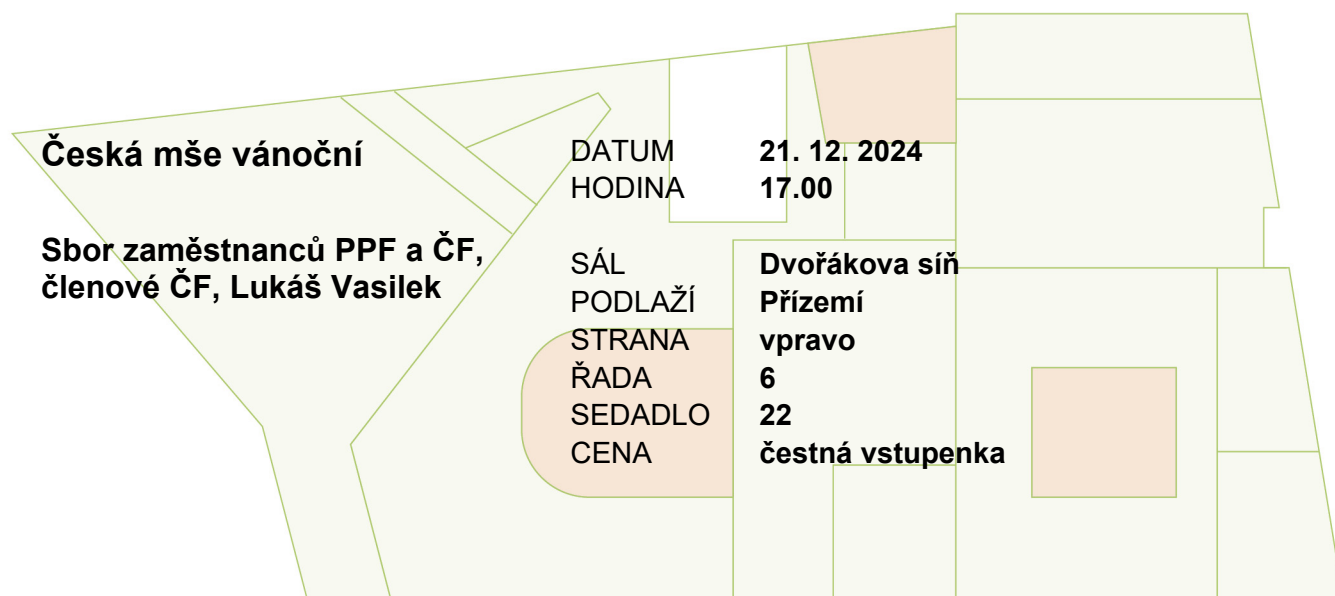 Česká mše vánoční
Sbor zaměstnanců PPF a ČF,
členové ČF, Lukáš Vasilek
DATUM 21. 12. 2024
HODINA 17.00
SÁL Dvořákova síň
PODLAŽÍ Přízemí
STRANA vpravo
ŘADA 6
SEDADLO 22
CENA čestná vstupenka